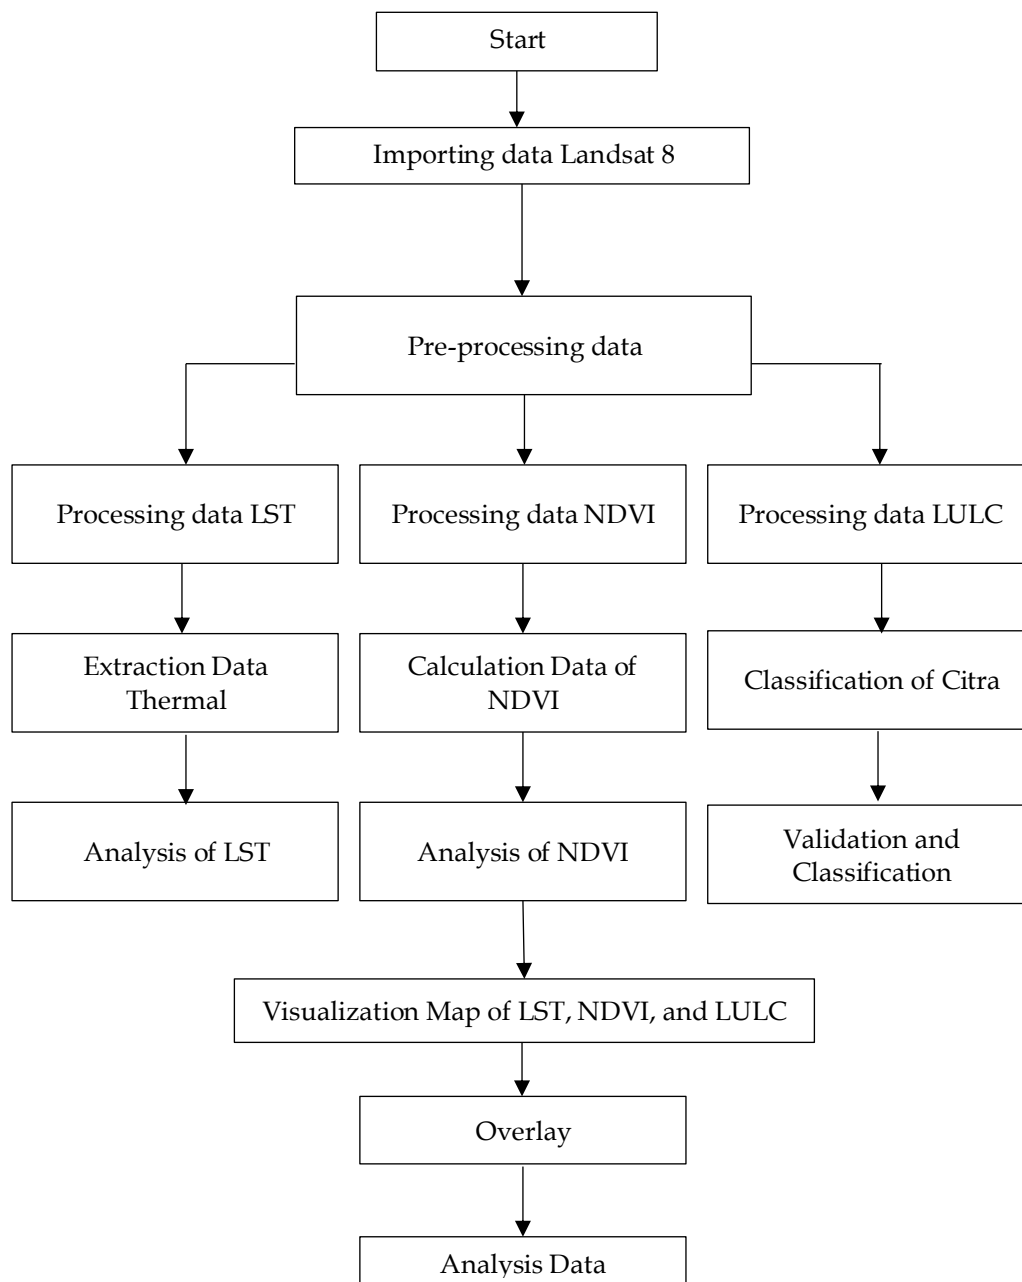 Start
Importing data Landsat 8
Pre-processing data
Processing data LST
Processing data NDVI
Processing data LULC
Extraction Data
Thermal
Calculation Data of
NDVI
Classification of Citra
Analysis of LST
Analysis of NDVI
Validation and
Classification
Visualization Map of LST, NDVI, and LULC
Overlay
Analysis Data